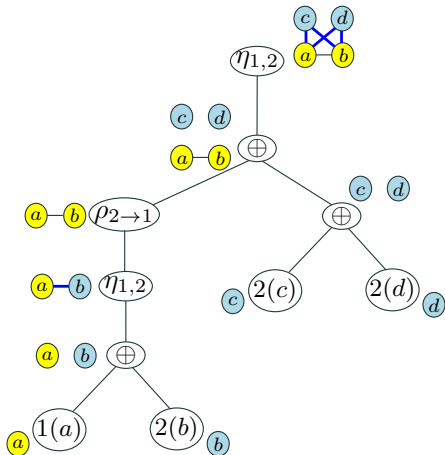 c d
η₁,₂ a b
c d
a b ⊕
c d
a b ρ₂→₁ ⊕
a b η₁,₂ c 2(c) 2(d) d
a b ⊕
1(a) 2(b)
a b